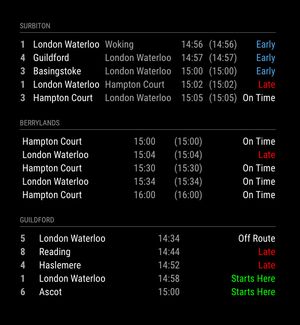 SURBITON
1 London Waterloo Woking 14:56 (14:56) Early
4 Guildford London Waterloo 14:57 (14:57) Early
3 Basingstoke London Waterloo 15:00 (15:00) Early
1 London Waterloo Hampton Court 15:02 (15:02) Late
3 Hampton Court London Waterloo 15:05 (15:05) On Time
BERRYLANDS
Hampton Court 15:00 (15:00) On Time
London Waterloo 15:04 (15:04) Late
Hampton Court 15:30 (15:30) On Time
London Waterloo 15:34 (15:34) On Time
Hampton Court 16:00 (16:00) On Time
GUILDFORD
5 London Waterloo 14:34 Off Route
8 Reading 14:44 Late
4 Haslemere 14:52 Late
1 London Waterloo 14:58 Starts Here
6 Ascot 15:00 Starts Here